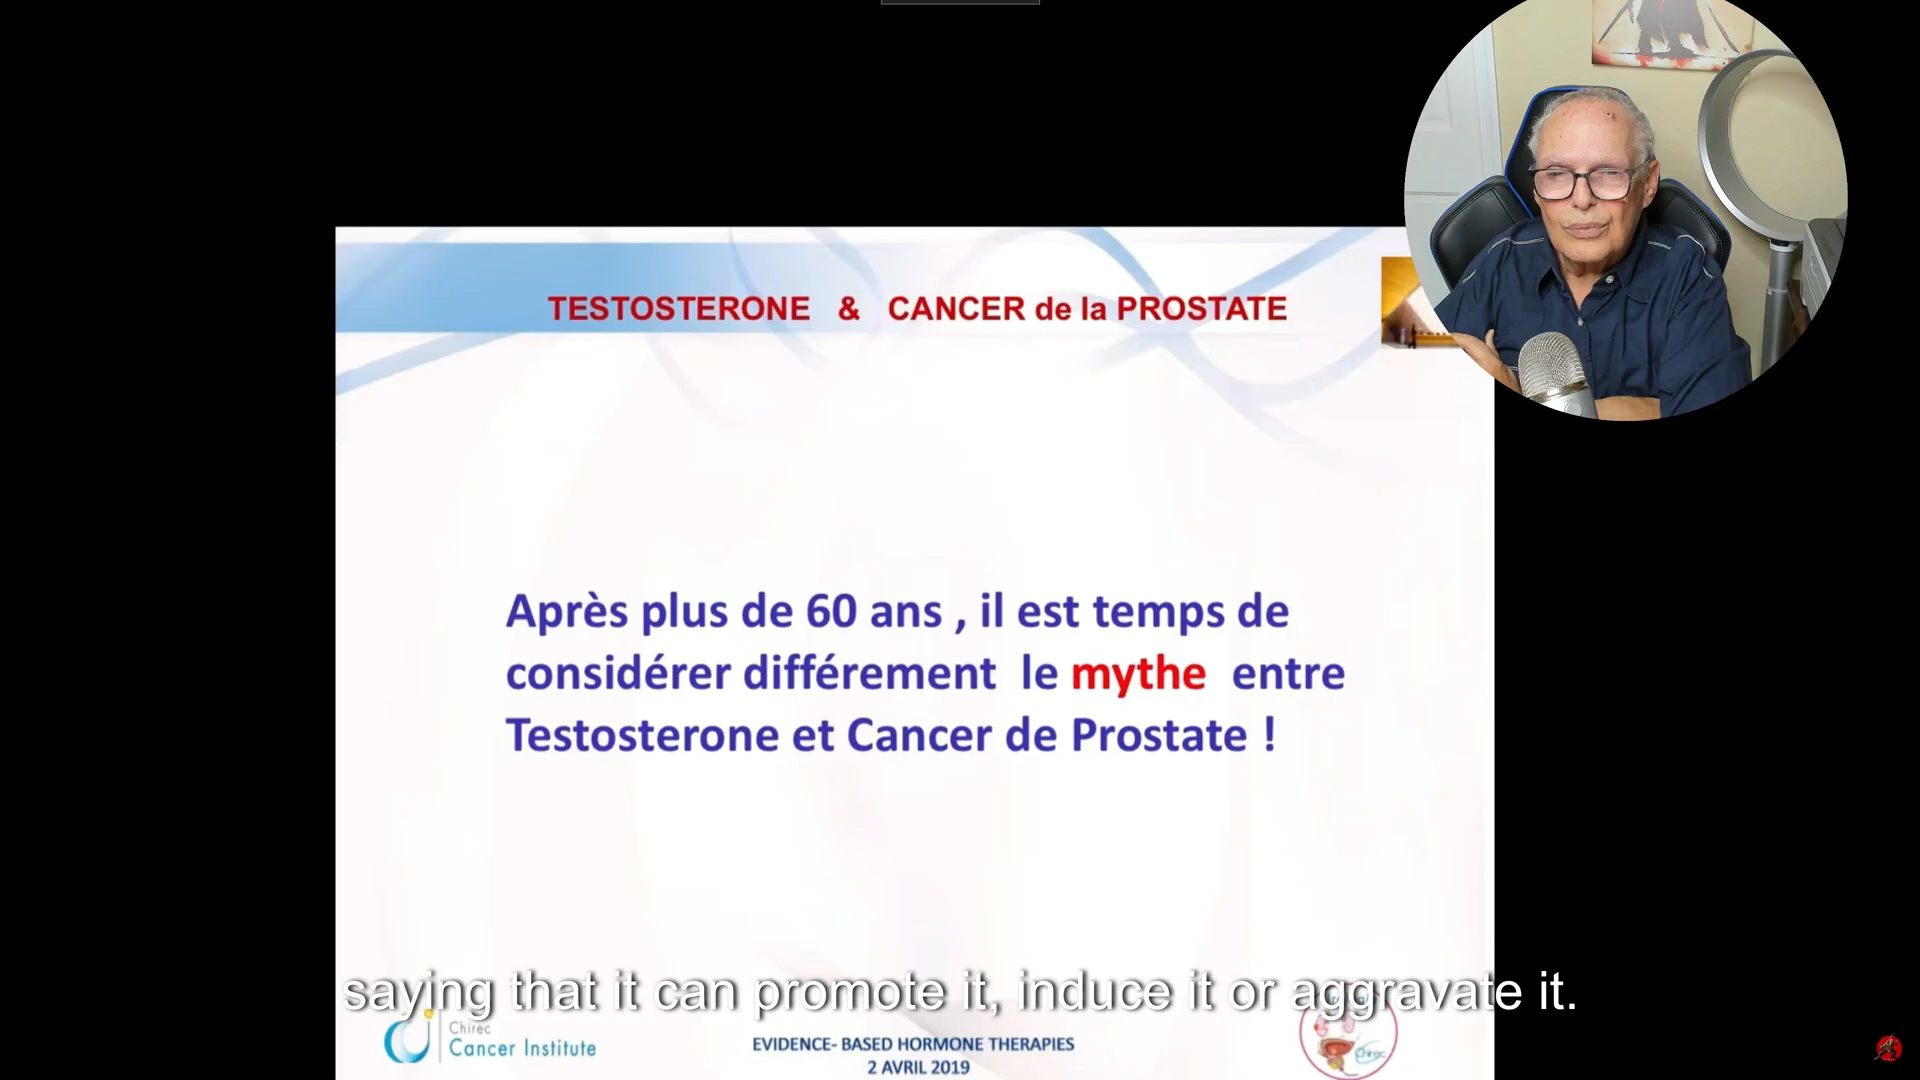 TESTOSTERONE & CANCER de la PROSTATE
Après plus de 60 ans , il est temps de
considérer différement le mythe entre
Testosterone et Cancer de Prostate !
saying that it can promote it, induce it or aggravate it.
Chirec
Cancer Institute
EVIDENCE- BASED HORMONE THERAPIES
2 AVRIL 2019
Chirec